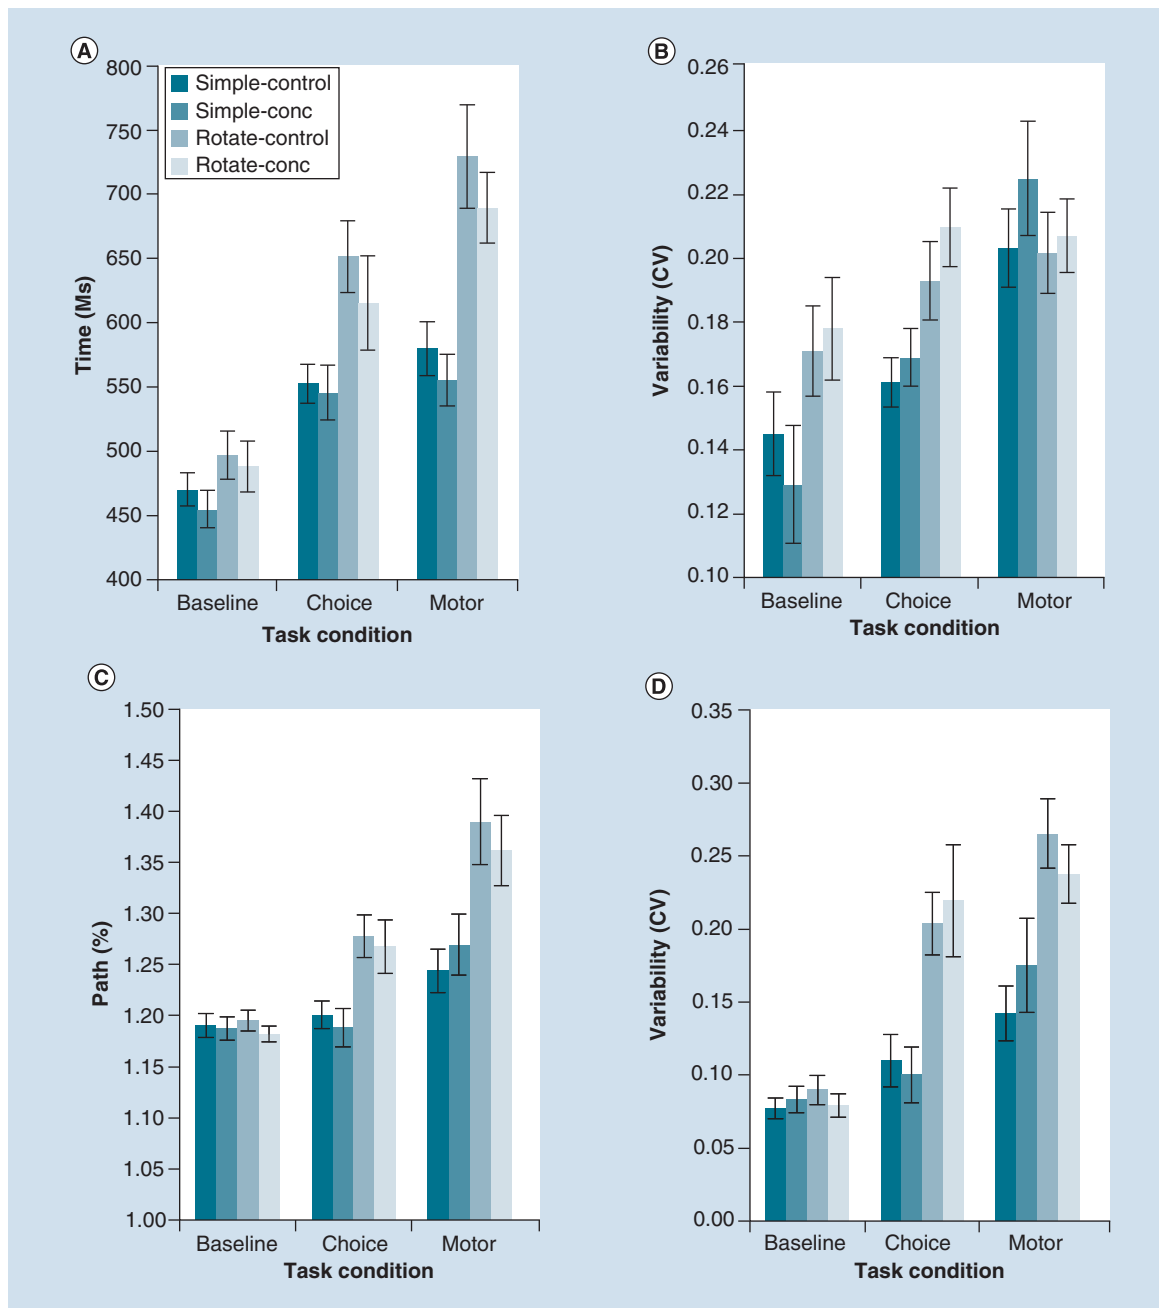 A
800
750
700
650
600
550
500
450
400
Time (Ms)
Simple-control
Simple-conc
Rotate-control
Rotate-conc
Baseline Choice Motor
Task condition
B
0.26
0.24
0.22
0.20
0.18
0.16
0.14
0.12
0.10
Variability (CV)
Baseline Choice Motor
Task condition
C
1.50
1.45
1.40
1.35
1.30
1.25
1.20
1.15
1.10
1.05
1.00
Path (%)
Baseline Choice Motor
Task condition
D
0.35
0.30
0.25
0.20
0.15
0.10
0.05
0.00
Variability (CV)
Baseline Choice Motor
Task condition